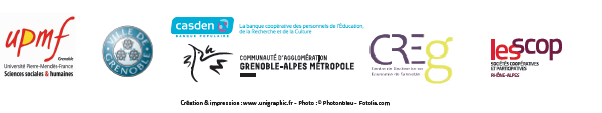 upmf
Grenoble
Université Pierre-Mendès-France
Sciences sociales & humaines
VILLE DE
GRENOBLE
casden
BANQUE POPULAIRE
La banque coopérative des personnels de l'Éducation,
de la Recherche et de la Culture
COMMUNAUTÉ D'AGGLOMÉRATION
GRENOBLE-ALPES MÉTROPOLE
CREg
Centre de Recherche en
Economie de Grenoble
lesscop
SOCIÉTÉS COOPÉRATIVES
ET PARTICIPATIVES
RHÔNE-ALPES
Création & impression : www.unigraphic.fr - Photo : © Photonbleu - Fotolia.com